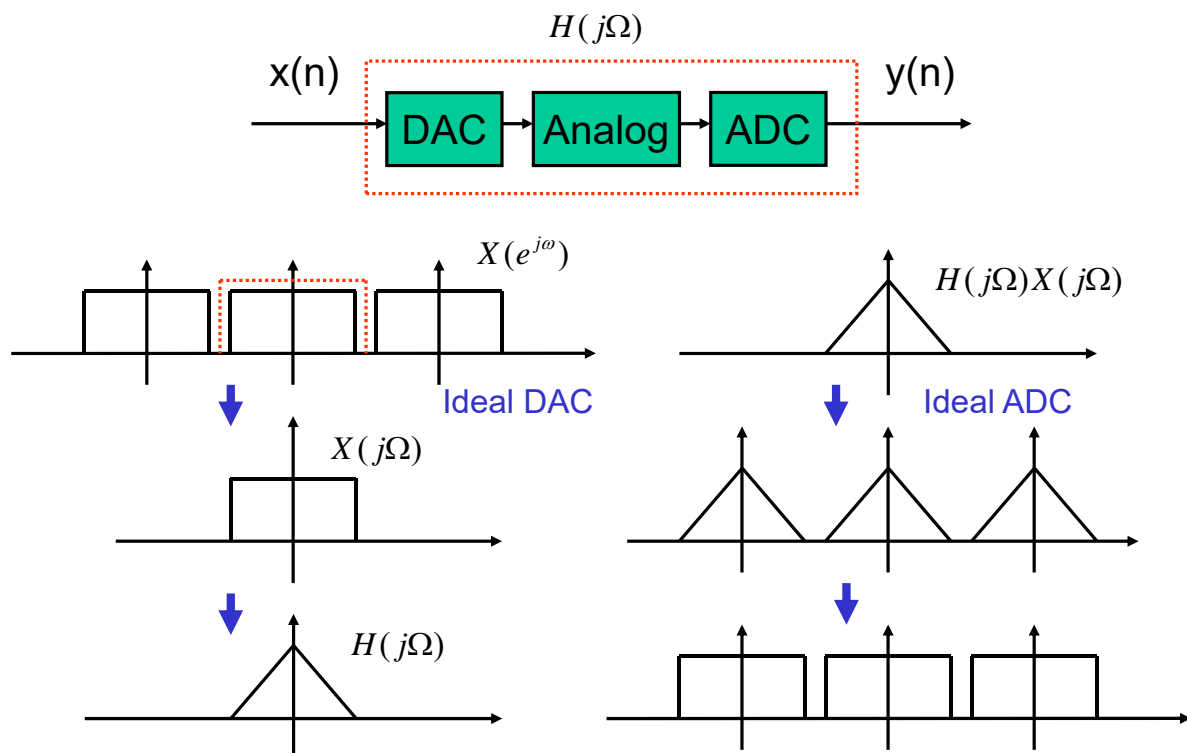 H(jΩ)
x(n)
y(n)
DAC
Analog
ADC
X(e^{jω})
Ideal DAC
X(jΩ)
H(jΩ)
H(jΩ)X(jΩ)
Ideal ADC